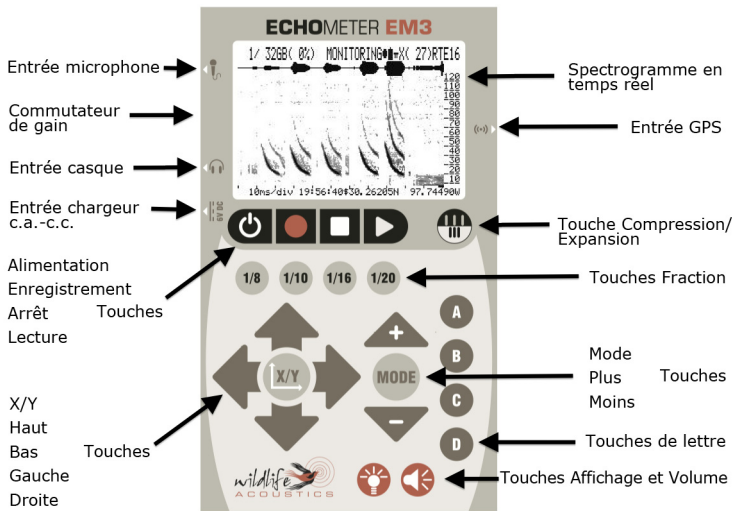 ECHOMETER EM3
1/ 32GB( 0%) MONITORING X( 27)RTE16
120
110
100
90
80
70
60
50
40
30
20
10
10ms/div 19:56:40 30.26205N 97.74490W
Entrée microphone
Commutateur
de gain
Entrée casque
Entrée chargeur
c.a.-c.c.
6V DC
Spectrogramme en
temps réel
Entrée GPS
Touche Compression/
Expansion
Alimentation
Enregistrement
Arrêt Touches
Lecture
1/8 1/10 1/16 1/20
Touches Fraction
A
B
C
D
X/Y
+
MODE
-
Mode
Plus Touches
Moins
X/Y
Haut
Bas Touches
Gauche
Droite
Touches de lettre
wildlife
ACOUSTICS
Touches Affichage et Volume